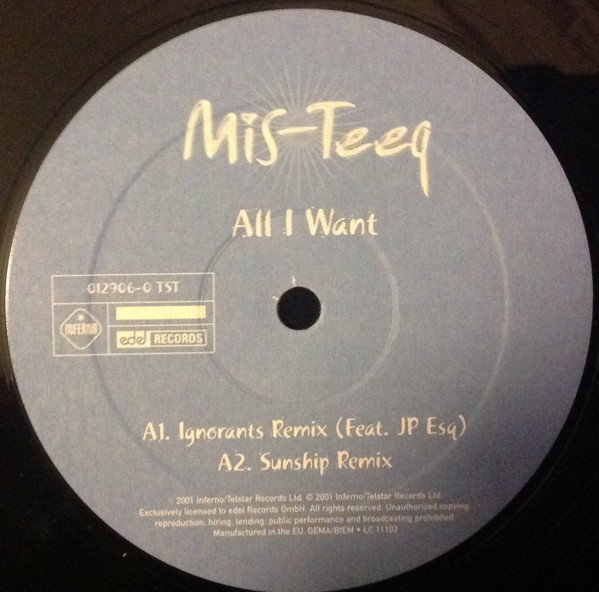 Mis-Teeq
All I Want
012906-0 TST
INFERNO
edel RECORDS
A1. Ignorants Remix (Feat. JP Esq)
A2. Sunship Remix
℗ 2001 Inferno/Telstar Records Ltd. © 2001 Inferno/Telstar Records Ltd.
Exclusively licensed to edel Records GmbH. All rights reserved. Unauthorized copying,
reproduction, hiring, lending, public performance and broadcasting prohibited.
Manufactured in the EU. GEMA/BIEM • LC 11103